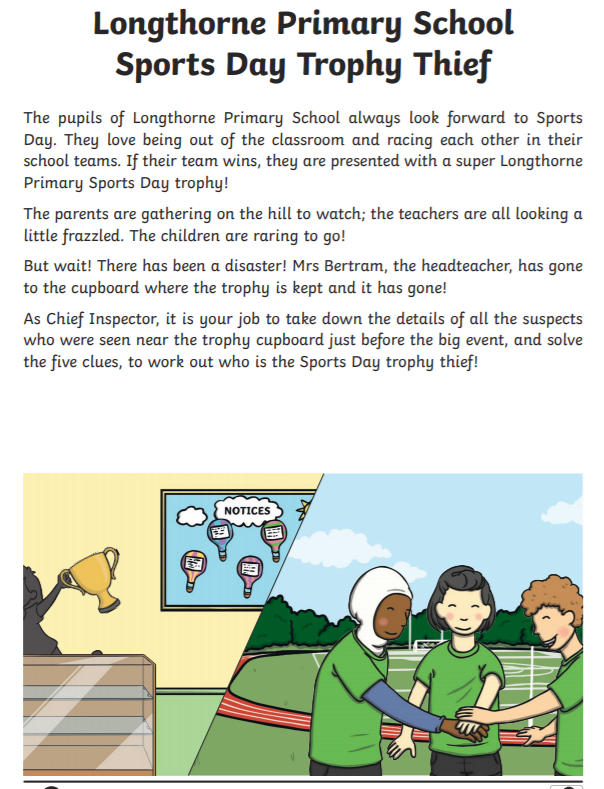 Longthorne Primary School
Sports Day Trophy Thief
The pupils of Longthorne Primary School always look forward to Sports
Day. They love being out of the classroom and racing each other in their
school teams. If their team wins, they are presented with a super Longthorne
Primary Sports Day trophy!
The parents are gathering on the hill to watch; the teachers are all looking a
little frazzled. The children are raring to go!
But wait! There has been a disaster! Mrs Bertram, the headteacher, has gone
to the cupboard where the trophy is kept and it has gone!
As Chief Inspector, it is your job to take down the details of all the suspects
who were seen near the trophy cupboard just before the big event, and solve
the five clues, to work out who is the Sports Day trophy thief!
NOTICES